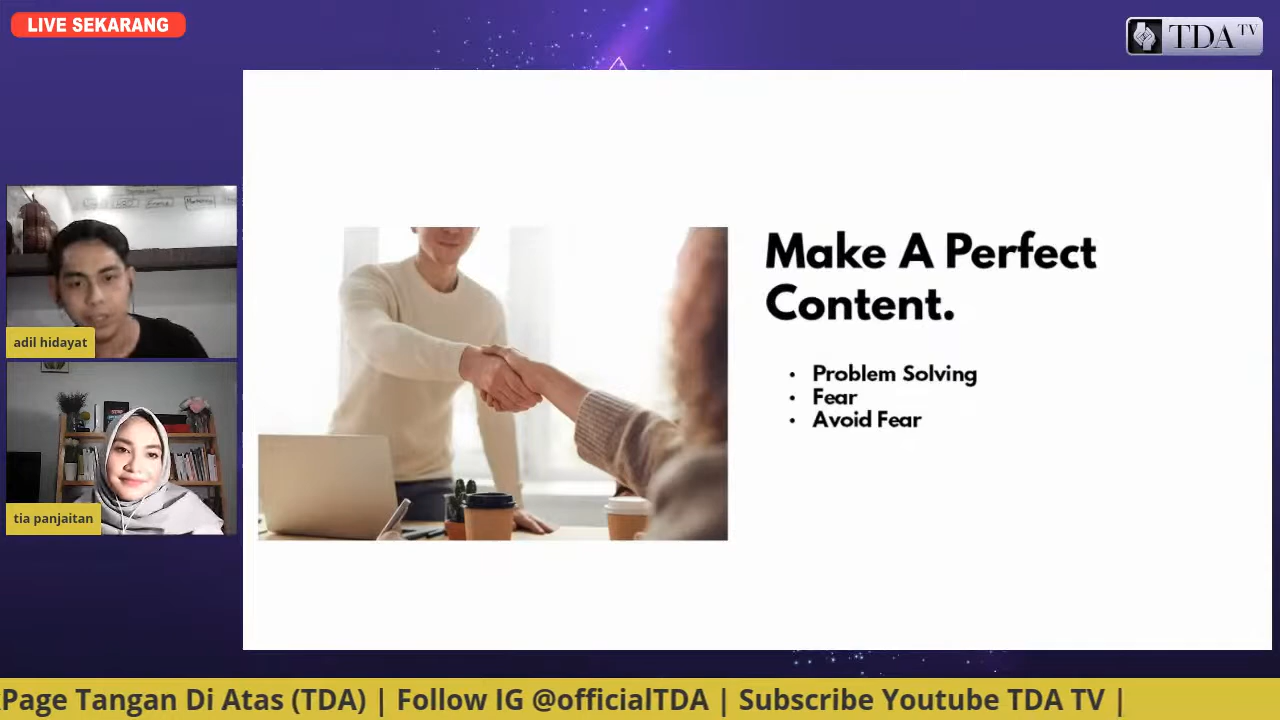 LIVE SEKARANG
TDA TV
adil hidayat
tia panjaitan
Make A Perfect
Content.
• Problem Solving
• Fear
• Avoid Fear
Page Tangan Di Atas (TDA) | Follow IG @officialTDA | Subscribe Youtube TDA TV |